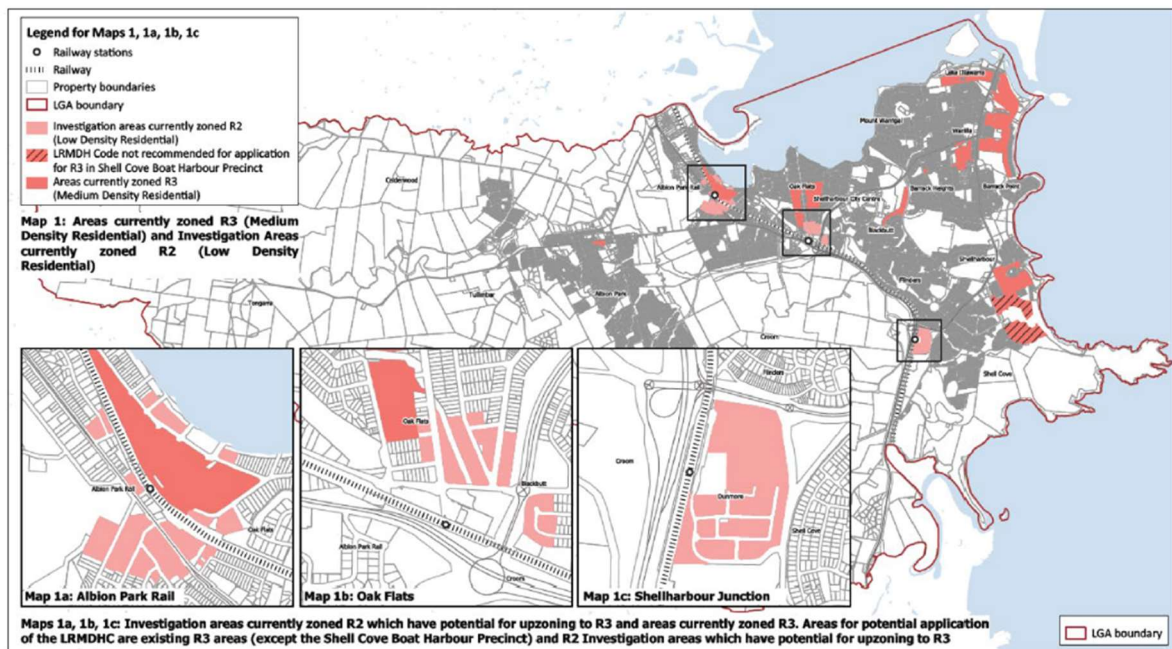 Legend for Maps 1, 1a, 1b, 1c
Railway stations
Railway
Property boundaries
LGA boundary
Investigation areas currently zoned R2
(Low Density Residential)
LRMDH Code not recommended for application
for R3 in Shell Cove Boat Harbour Precinct
Areas currently zoned R3
(Medium Density Residential)
Map 1: Areas currently zoned R3 (Medium
Density Residential) and Investigation Areas
currently zoned R2 (Low Density
Residential)
Lake Illawarra
Mount Warrigal
Warilla
Calderwood
Albion Park Rail
Oak Flats
Shellharbour City Centre
Barrack Heights
Barrack Point
Blackbutt
Shellharbour
Flinders
Tullimbar
Albion Park
Tongarra
Croom
Shell Cove
Albion Park Rail
Oak Flats
Map 1a: Albion Park Rail
Oak Flats
Blackbutt
Albion Park Rail
Croom
Map 1b: Oak Flats
Flinders
Croom
Dunmore
Shell Cove
Map 1c: Shellharbour Junction
Maps 1a, 1b, 1c: Investigation areas currently zoned R2 which have potential for upzoning to R3 and areas currently zoned R3. Areas for potential application
of the LRMDHC are existing R3 areas (except the Shell Cove Boat Harbour Precinct) and R2 Investigation areas which have potential for upzoning to R3
LGA boundary